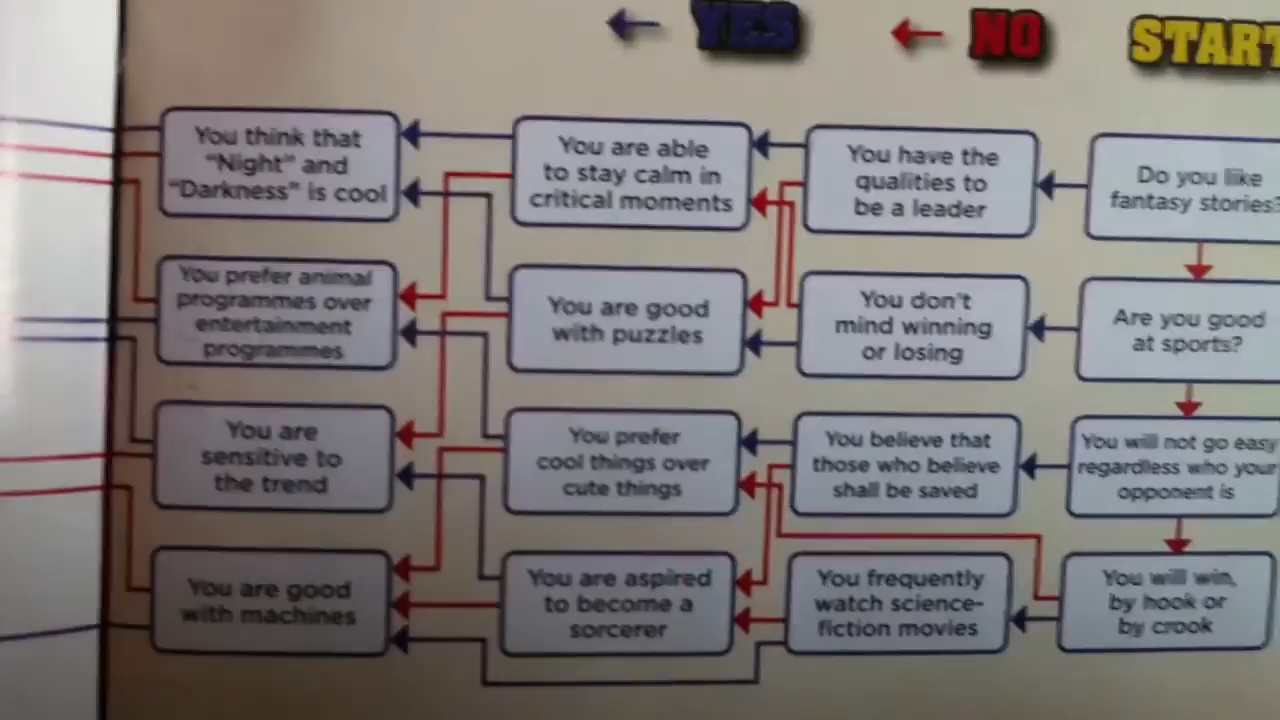 YES
NO
START
You think that
"Night" and
"Darkness" is cool
You are able
to stay calm in
critical moments
You have the
qualities to
be a leader
Do you like
fantasy stories?
You prefer animal
programmes over
entertainment
programmes
You are good
with puzzles
You don't
mind winning
or losing
Are you good
at sports?
You are
sensitive to
the trend
You prefer
cool things over
cute things
You believe that
those who believe
shall be saved
You will not go easy
regardless who your
opponent is
You are good
with machines
You are aspired
to become a
sorcerer
You frequently
watch science-
fiction movies
You will win,
by hook or
by crook